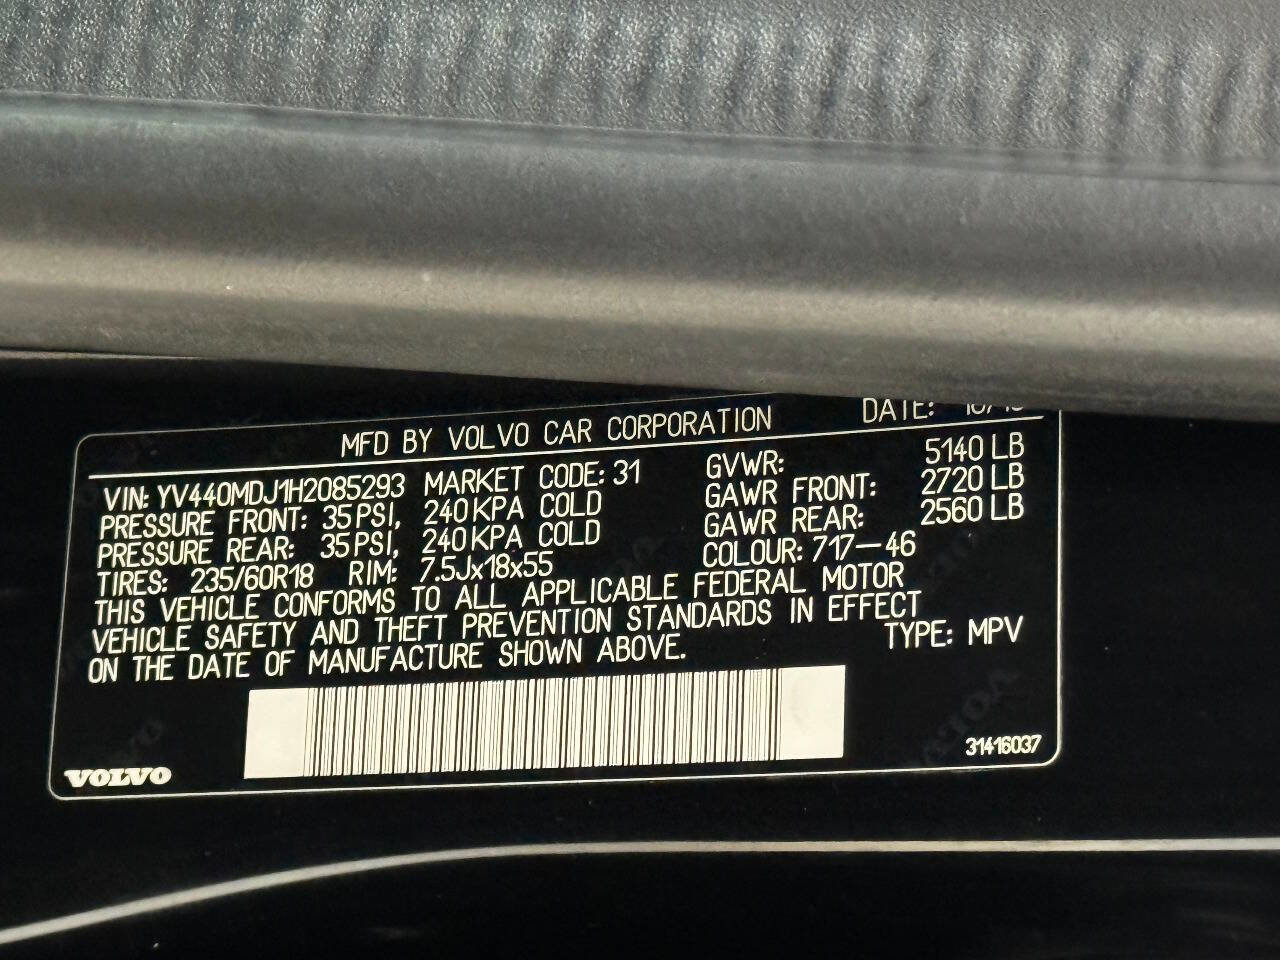 MFD BY VOLVO CAR CORPORATION DATE:
VIN: YV440MDJ1H2085293 MARKET CODE: 31 GVWR: 5140 LB
PRESSURE FRONT: 35 PSI, 240 KPA COLD GAWR FRONT: 2720 LB
PRESSURE REAR: 35 PSI, 240 KPA COLD GAWR REAR: 2560 LB
TIRES: 235/60R18 RIM: 7.5Jx18x55 COLOUR: 717-46
THIS VEHICLE CONFORMS TO ALL APPLICABLE FEDERAL MOTOR
VEHICLE SAFETY AND THEFT PREVENTION STANDARDS IN EFFECT
ON THE DATE OF MANUFACTURE SHOWN ABOVE. TYPE: MPV
VOLVO 31416037